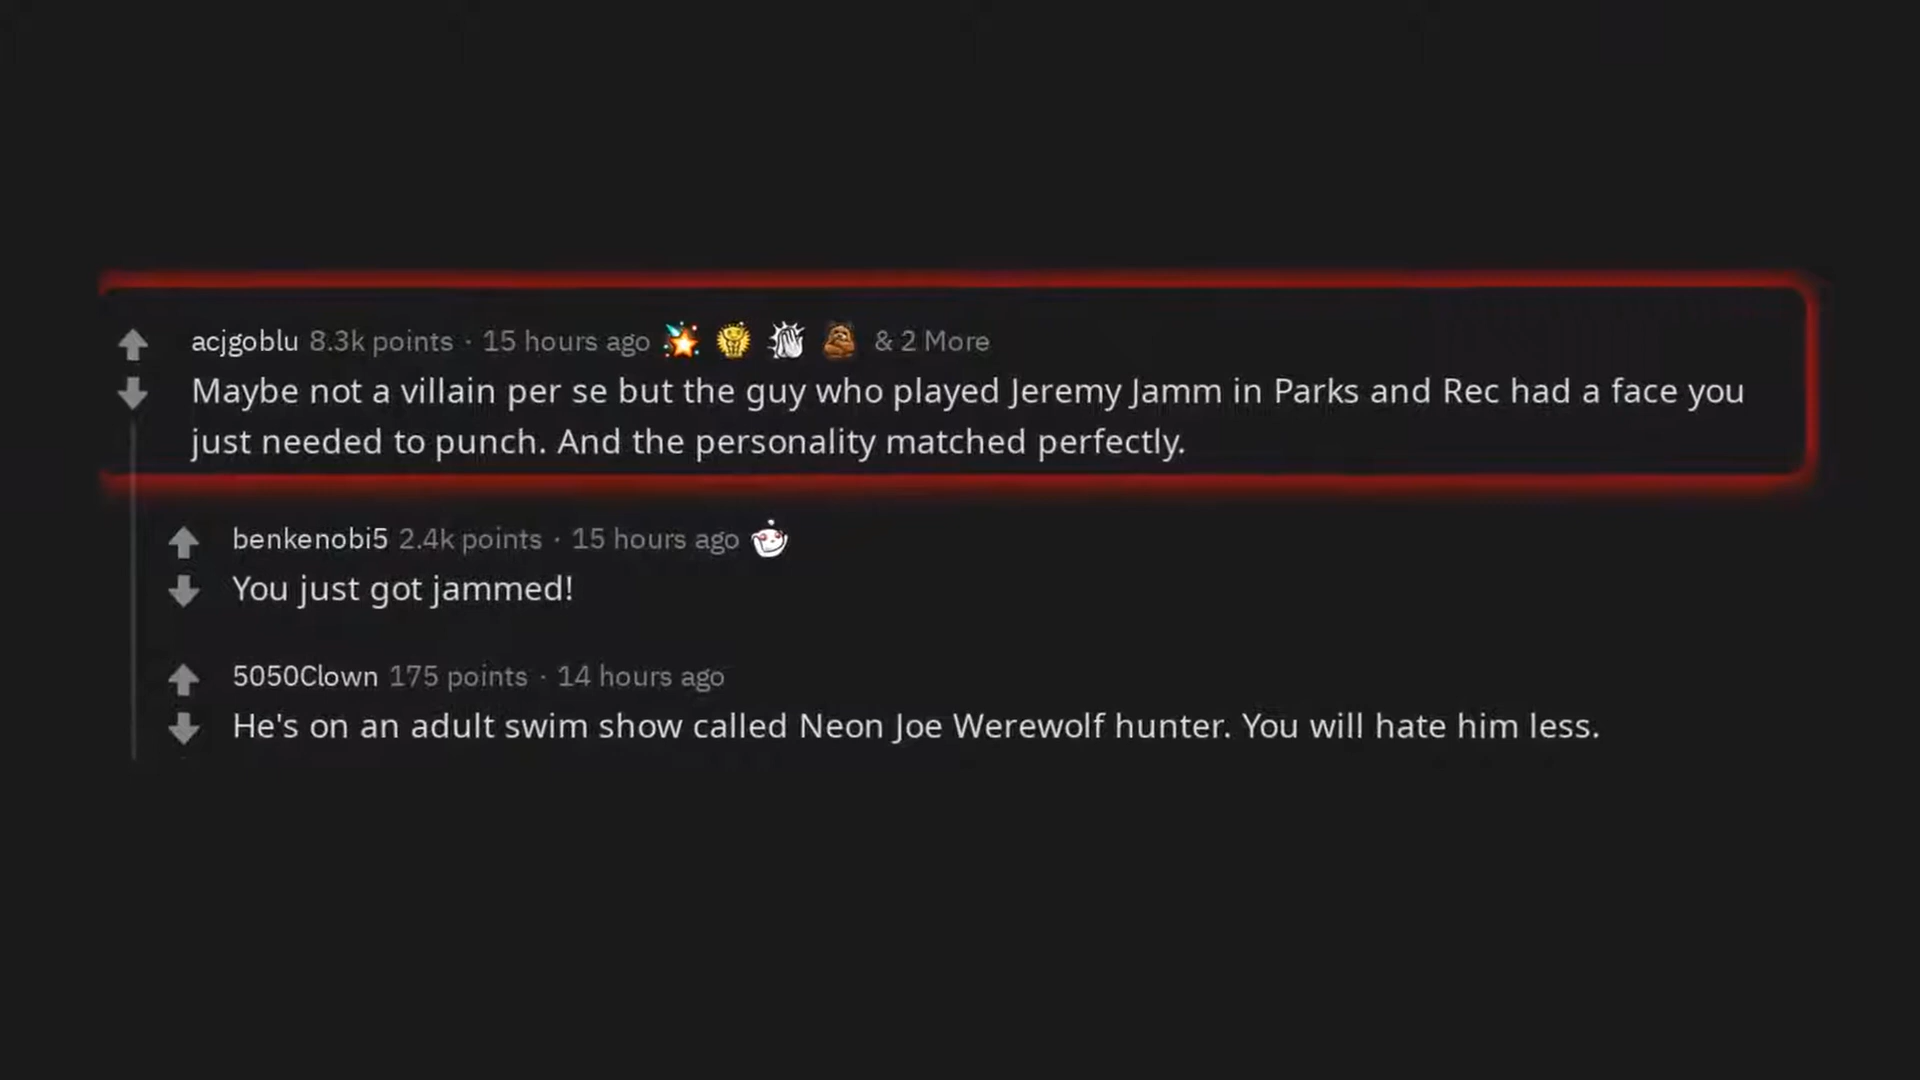 acjgoblu 8.3k points · 15 hours ago & 2 More
Maybe not a villain per se but the guy who played Jeremy Jamm in Parks and Rec had a face you
just needed to punch. And the personality matched perfectly.
benkenobi5 2.4k points · 15 hours ago
You just got jammed!
5050Clown 175 points · 14 hours ago
He's on an adult swim show called Neon Joe Werewolf hunter. You will hate him less.